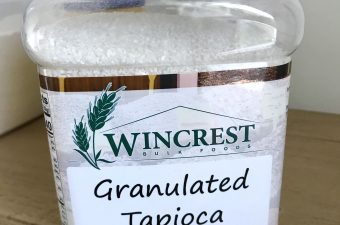 WINCREST
BULK FOODS
Granulated
Tapioca